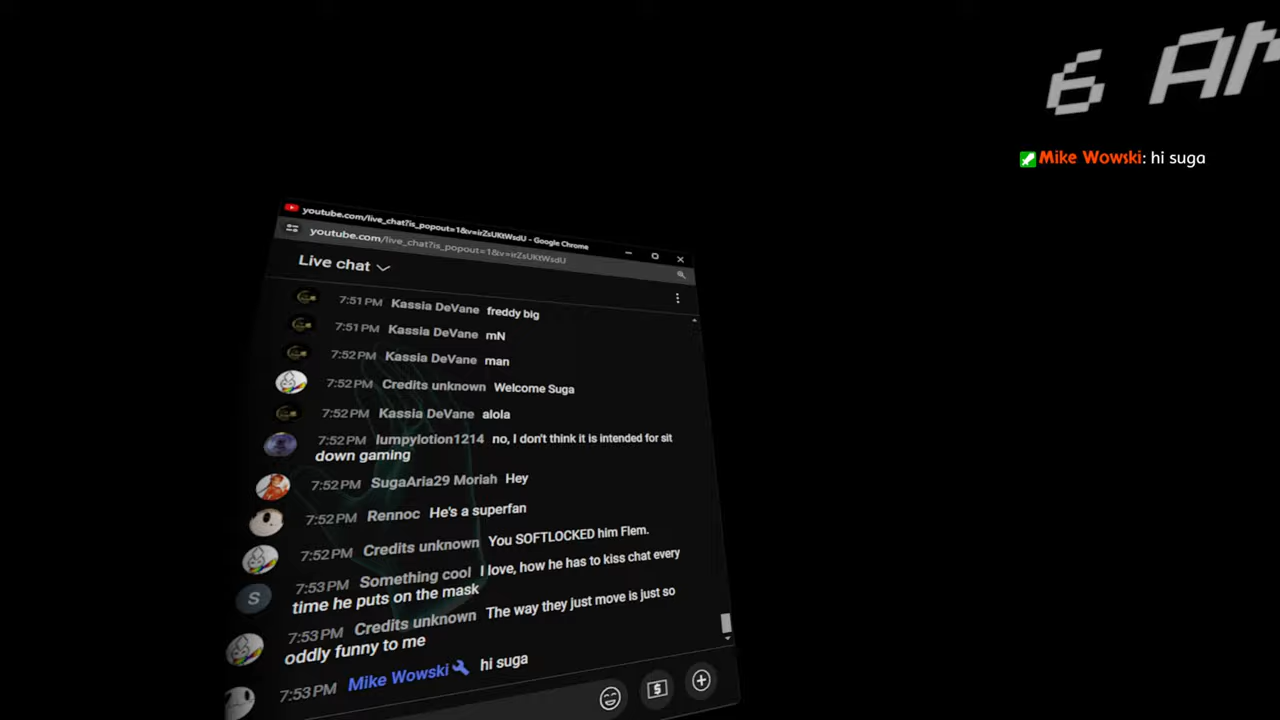 6 AM
Mike Wowski: hi suga
youtube.com/live_chat?is_popout=1&v=irZsUKtWsdU - Google Chrome
youtube.com/live_chat?is_popout=1&v=irZsUKtWsdU
Live chat
7:51 PM Kassia DeVane freddy big
7:51 PM Kassia DeVane mN
7:52 PM Kassia DeVane man
7:52 PM Credits unknown Welcome Suga
7:52 PM Kassia DeVane alola
7:52 PM lumpylotion1214 no, I don't think it is intended for sit
down gaming
7:52 PM SugaAria29 Moriah Hey
7:52 PM Rennoc He's a superfan
7:52 PM Credits unknown You SOFTLOCKED him Flem.
S
7:53 PM Something cool I love, how he has to kiss chat every
time he puts on the mask
7:53 PM Credits unknown The way they just move is just so
oddly funny to me
7:53 PM Mike Wowski hi suga